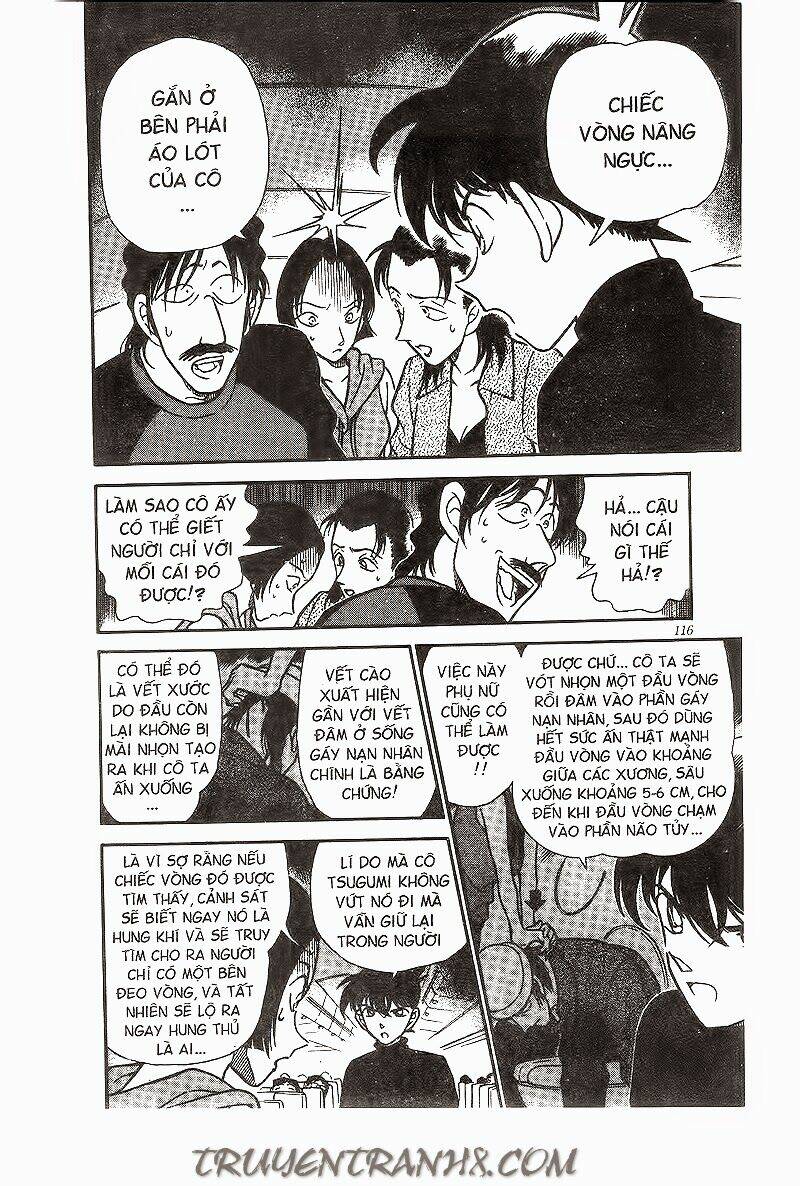 CHIẾC
VÒNG NÂNG
NGỰC...
GẮN Ở
BÊN PHẢI
ÁO LÓT
CỦA CÔ
...
HẢ... CẬU
NÓI CÁI
GÌ THẾ
HẢ!?
LÀM SAO CÔ ẤY
CÓ THỂ GIẾT
NGƯỜI CHỈ VỚI
MỖI CÁI ĐÓ
ĐƯỢC!?
116
ĐƯỢC CHỨ... CÔ TA SẼ
VÓT NHỌN MỘT ĐẦU VÒNG
RỒI ĐÂM VÀO PHẦN GÁY
NẠN NHÂN, SAU ĐÓ DÙNG
HẾT SỨC ẤN THẬT MẠNH
ĐẦU VÒNG VÀO KHOẢNG
GIỮA CÁC XƯƠNG, SÂU
XUỐNG KHOẢNG 5-6 CM, CHO
ĐẾN KHI ĐẦU VÒNG CHẠM
VÀO PHẦN NÃO TỦY...
VIỆC NÀY
PHỤ NỮ
CŨNG CÓ
THỂ LÀM
ĐƯỢC
!!
VẾT CÀO
XUẤT HIỆN
GẦN VỚI VẾT
ĐÂM Ở SỐNG
GÁY NẠN NHÂN
CHÍNH LÀ BẰNG
CHỨNG!
CÓ THỂ ĐÓ
LÀ VẾT XƯỚC
DO ĐẦU CÒN
LẠI KHÔNG BỊ
MÀI NHỌN TẠO
RA KHI CÔ TA
ẤN XUỐNG
...
LÍ DO MÀ CÔ
TSUGUMI KHÔNG
VỨT NÓ ĐI MÀ
VẪN GIỮ LẠI
TRONG NGƯỜI
LÀ VÌ SỢ RẰNG NẾU
CHIẾC VÒNG ĐÓ ĐƯỢC
TÌM THẤY, CẢNH SÁT
SẼ BIẾT NGAY NÓ LÀ
HUNG KHÍ VÀ SẼ TRUY
TÌM CHO RA NGƯỜI
CHỈ CÓ MỘT BÊN
ĐEO VÒNG, VÀ TẤT
NHIÊN SẼ LỘ RA
NGAY HUNG THỦ
LÀ AI...
TRUYENTRANH8.COM